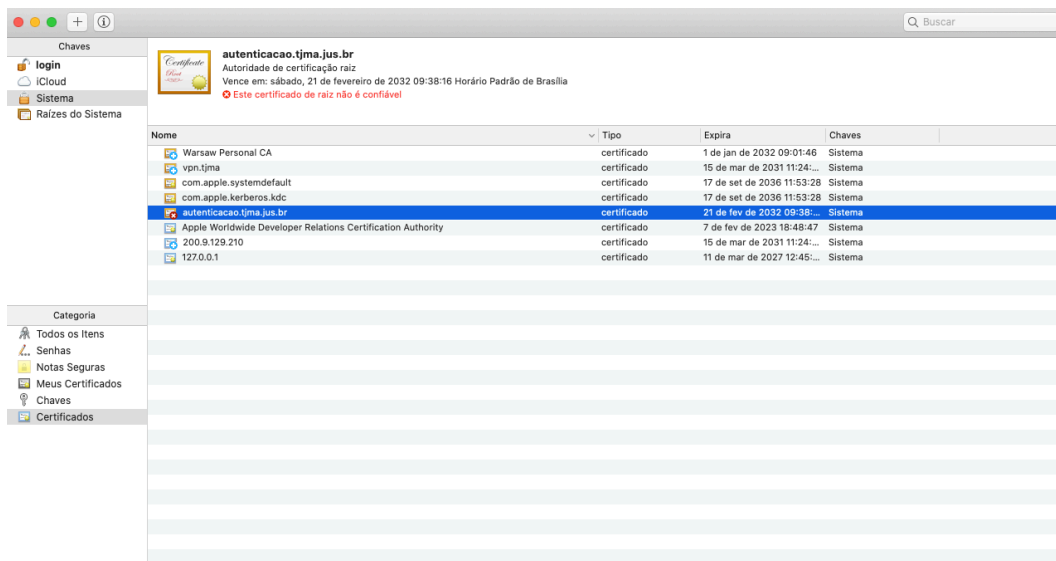 Buscar
Chaves
login
iCloud
Sistema
Raízes do Sistema
Certificate
Root
autenticacao.tjma.jus.br
Autoridade de certificação raiz
Vence em: sábado, 21 de fevereiro de 2032 09:38:16 Horário Padrão de Brasília
Este certificado de raiz não é confiável
Nome Tipo Expira Chaves
Warsaw Personal CA certificado 1 de jan de 2032 09:01:46 Sistema
vpn.tjma certificado 15 de mar de 2031 11:24:... Sistema
com.apple.systemdefault certificado 17 de set de 2036 11:53:28 Sistema
com.apple.kerberos.kdc certificado 17 de set de 2036 11:53:28 Sistema
autenticacao.tjma.jus.br certificado 21 de fev de 2032 09:38:... Sistema
Apple Worldwide Developer Relations Certification Authority certificado 7 de fev de 2023 18:48:47 Sistema
200.9.129.210 certificado 15 de mar de 2031 11:24:... Sistema
127.0.0.1 certificado 11 de mar de 2027 12:45:... Sistema
Categoria
Todos os Itens
Senhas
Notas Seguras
Meus Certificados
Chaves
Certificados